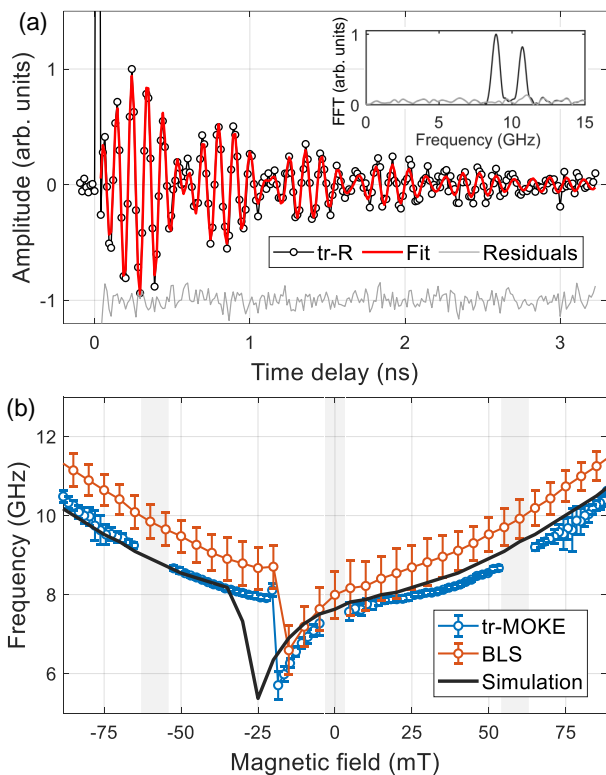 (a)
Amplitude (arb. units)
1
0
-1
FFT (arb. units)
1
0
0
5
10
15
Frequency (GHz)
tr-R
Fit
Residuals
0
1
2
3
Time delay (ns)
(b)
Frequency (GHz)
12
10
8
6
tr-MOKE
BLS
Simulation
-75
-50
-25
0
25
50
75
Magnetic field (mT)